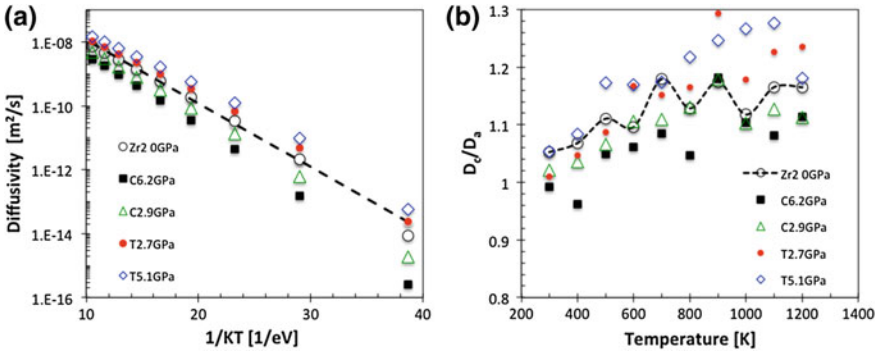 (a)
1.E-08
1.E-10
1.E-12
1.E-14
1.E-16
Diffusivity [m²/s]
Zr2 0GPa
C6.2GPa
C2.9GPa
T2.7GPa
T5.1GPa
10 20 30 40
1/KT [1/eV]
(b)
1.3
1.2
1.1
1
0.9
0.8
Dc/Da
Zr2 0GPa
C6.2GPa
C2.9GPa
T2.7GPa
T5.1GPa
200 400 600 800 1000 1200 1400
Temperature [K]